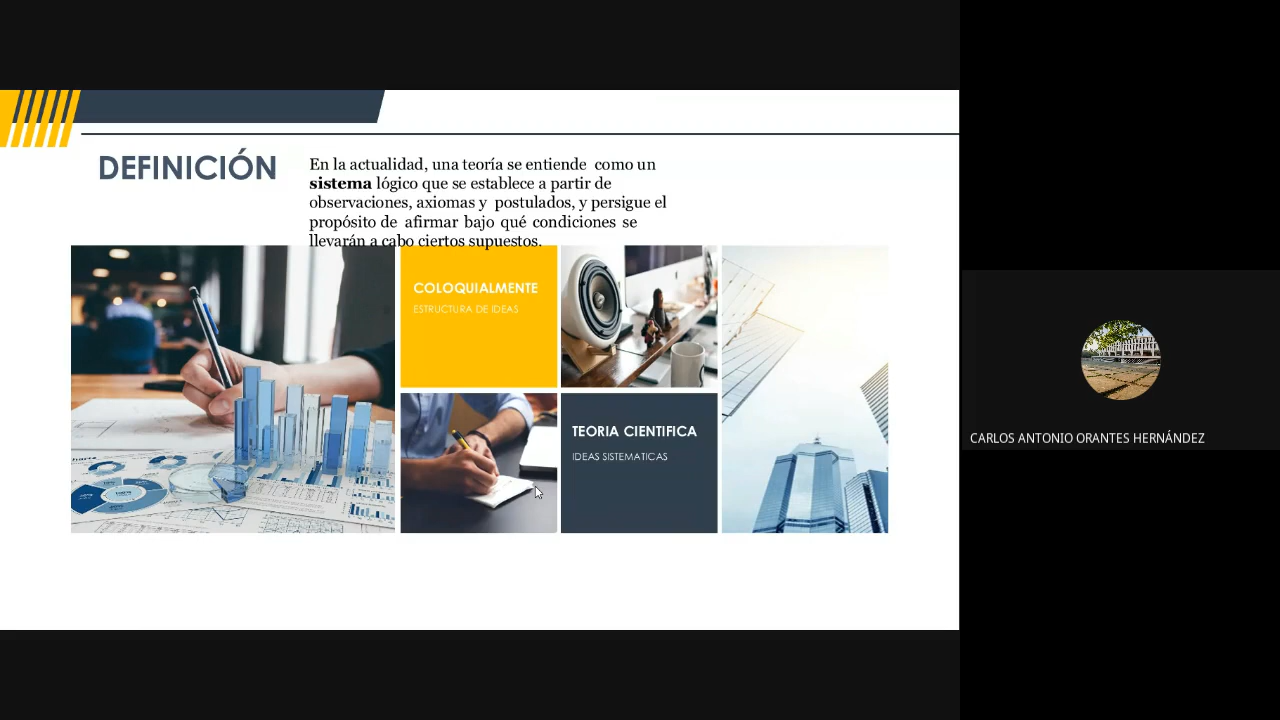 DEFINICIÓN
En la actualidad, una teoría se entiende como un
sistema lógico que se establece a partir de
observaciones, axiomas y postulados, y persigue el
propósito de afirmar bajo qué condiciones se
llevarán a cabo ciertos supuestos.
COLOQUIALMENTE
ESTRUCTURA DE IDEAS
TEORIA CIENTIFICA
IDEAS SISTEMATICAS
CARLOS ANTONIO ORANTES HERNÁNDEZ